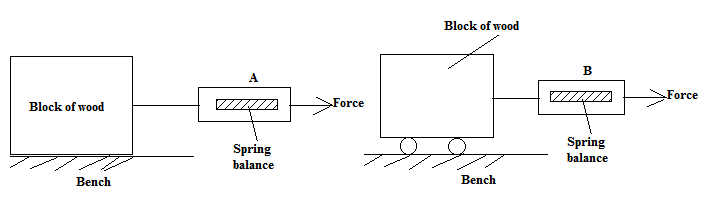 Block of wood
A
B
Block of wood
Force
Force
Spring
balance
Spring
balance
Bench
Bench